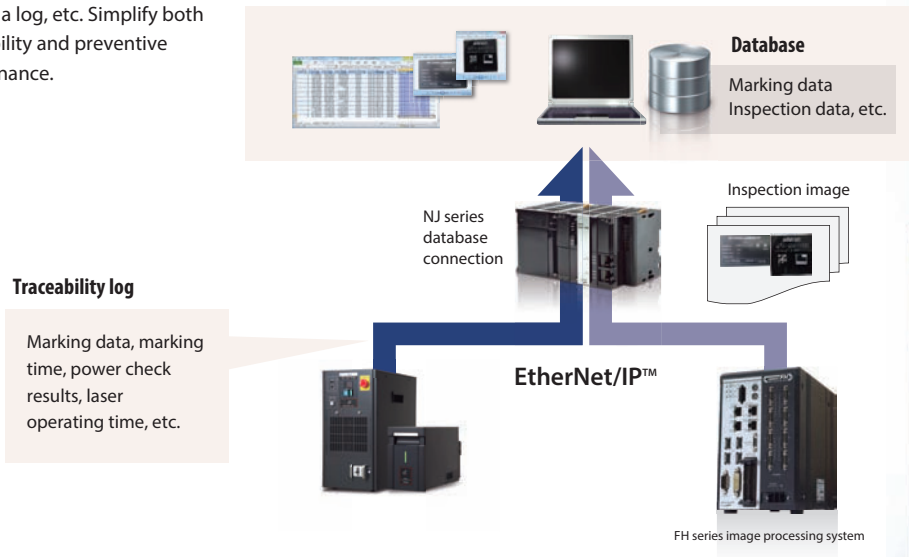 a log, etc. Simplify both
bility and preventive
nance.
Database
Marking data
Inspection data, etc.
Inspection image
NJ series
database
connection
Traceability log
Marking data, marking
time, power check
results, laser
operating time, etc.
EtherNet/IP™
FH series image processing system